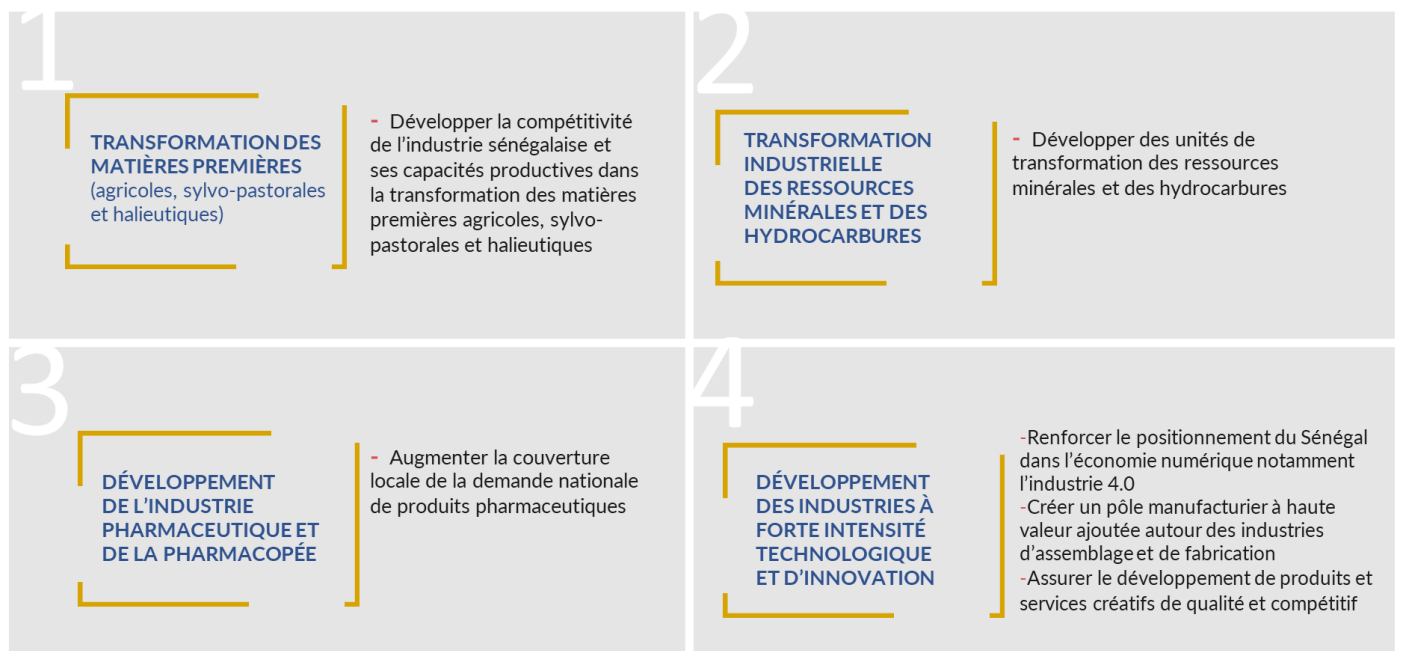 1
TRANSFORMATION DES
MATIÈRES PREMIÈRES
(agricoles, sylvo-pastorales
et halieutiques)
- Développer la compétitivité
de l’industrie sénégalaise et
ses capacités productives dans
la transformation des matières
premières agricoles, sylvo-
pastorales et halieutiques
2
TRANSFORMATION
INDUSTRIELLE
DES RESSOURCES
MINÉRALES ET DES
HYDROCARBURES
- Développer des unités de
transformation des ressources
minérales et des hydrocarbures
3
DÉVELOPPEMENT
DE L’INDUSTRIE
PHARMACEUTIQUE ET
DE LA PHARMACOPÉE
- Augmenter la couverture
locale de la demande nationale
de produits pharmaceutiques
4
DÉVELOPPEMENT
DES INDUSTRIES À
FORTE INTENSITÉ
TECHNOLOGIQUE
ET D’INNOVATION
-Renforcer le positionnement du Sénégal
dans l’économie numérique notamment
l’industrie 4.0
-Créer un pôle manufacturier à haute
valeur ajoutée autour des industries
d’assemblage et de fabrication
-Assurer le développement de produits et
services créatifs de qualité et compétitif